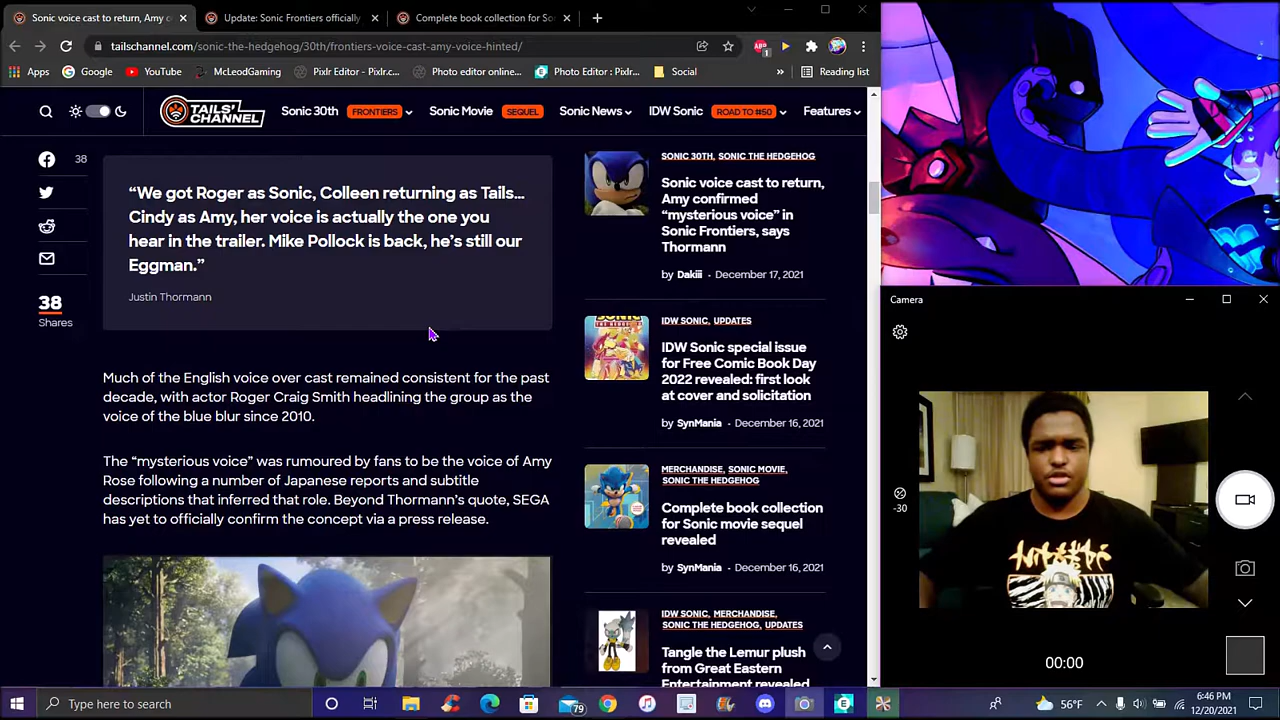 Sonic voice cast to return, Amy c
Update: Sonic Frontiers officially
Complete book collection for So
tailschannel.com/sonic-the-hedgehog/30th/frontiers-voice-cast-amy-voice-hinted/
Apps
Google
YouTube
McLeodGaming
Pixlr Editor - Pixlr.c...
Photo editor online...
Photo Editor : Pixlr...
Social
»
Reading list
TAILS' CHANNEL
Sonic 30th
FRONTIERS
Sonic Movie
SEQUEL
Sonic News
IDW Sonic
ROAD TO #50
Features
38
“We got Roger as Sonic, Colleen returning as Tails...
Cindy as Amy, her voice is actually the one you
hear in the trailer. Mike Pollock is back, he’s still our
Eggman.”
Justin Thormann
38
Shares
Much of the English voice over cast remained consistent for the past
decade, with actor Roger Craig Smith headlining the group as the
voice of the blue blur since 2010.
The “mysterious voice” was rumoured by fans to be the voice of Amy
Rose following a number of Japanese reports and subtitle
descriptions that inferred that role. Beyond Thormann’s quote, SEGA
has yet to officially confirm the concept via a press release.
SONIC 30TH, SONIC THE HEDGEHOG
Sonic voice cast to return,
Amy confirmed
“mysterious voice” in
Sonic Frontiers, says
Thormann
by Dakiii - December 17, 2021
IDW SONIC, UPDATES
IDW Sonic special issue
for Free Comic Book Day
2022 revealed: first look
at cover and solicitation
by SynMania - December 16, 2021
MERCHANDISE, SONIC MOVIE,
SONIC THE HEDGEHOG
Complete book collection
for Sonic movie sequel
revealed
by SynMania - December 16, 2021
IDW SONIC, MERCHANDISE,
SONIC THE HEDGEHOG, UPDATES
Tangle the Lemur plush
from Great Eastern
Entertainment revealed
Camera
-30
00:00
Type here to search
79
56°F
6:46 PM
12/20/2021